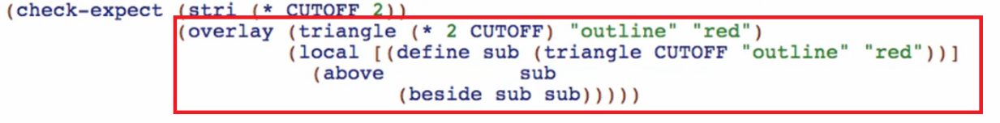 (check-expect (stri (* CUTOFF 2))
(overlay (triangle (* 2 CUTOFF) "outline" "red")
(local [(define sub (triangle CUTOFF "outline" "red"))]
(above sub
(beside sub sub)))))